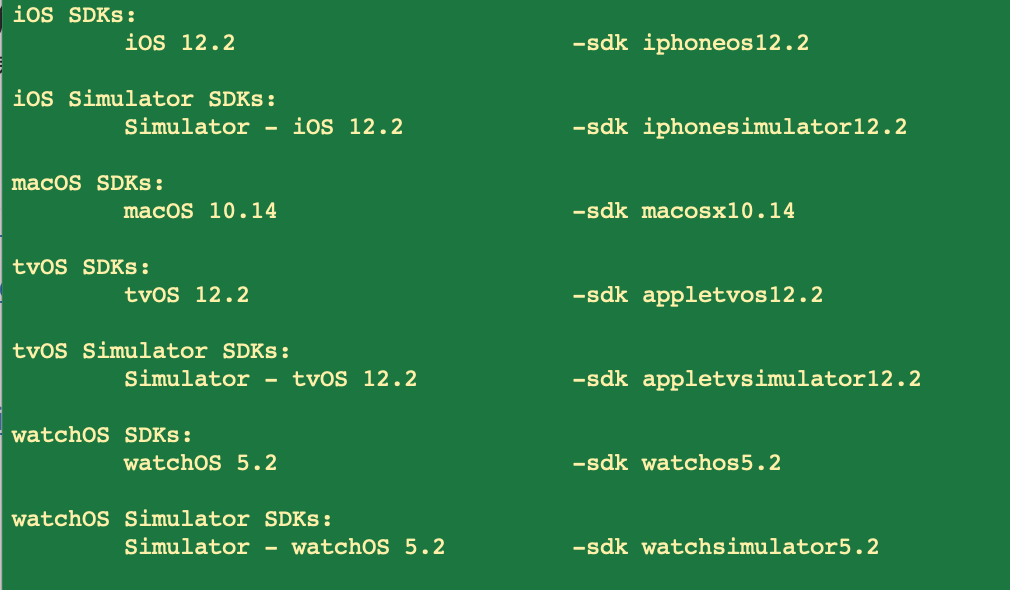 iOS SDKs:
iOS 12.2 -sdk iphoneos12.2
iOS Simulator SDKs:
Simulator - iOS 12.2 -sdk iphonesimulator12.2
macOS SDKs:
macOS 10.14 -sdk macosx10.14
tvOS SDKs:
tvOS 12.2 -sdk appletvos12.2
tvOS Simulator SDKs:
Simulator - tvOS 12.2 -sdk appletvsimulator12.2
watchOS SDKs:
watchOS 5.2 -sdk watchos5.2
watchOS Simulator SDKs:
Simulator - watchOS 5.2 -sdk watchsimulator5.2